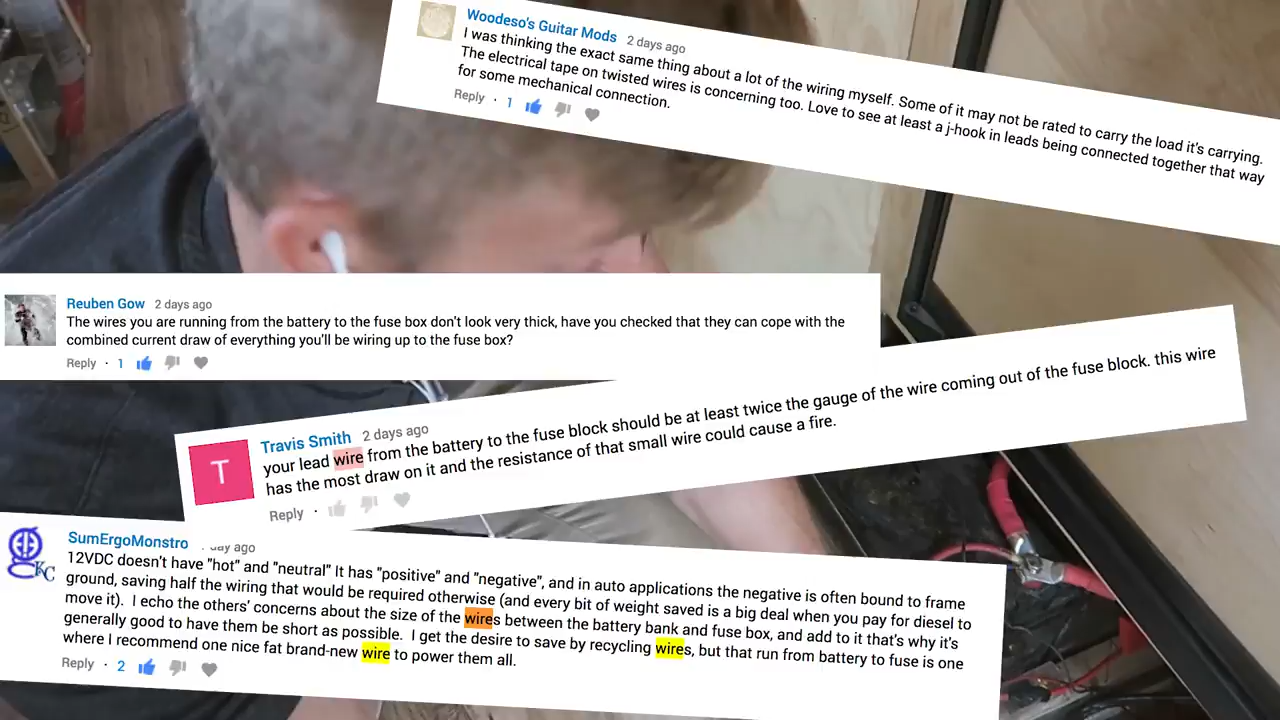 Woodeso's Guitar Mods 2 days ago
I was thinking the exact same thing about a lot of the wiring myself. Some of it may not be rated to carry the load it's carrying.
The electrical tape on twisted wires is concerning too. Love to see at least a j-hook in leads being connected together that way
for some mechanical connection.
Reply · 1
Reuben Gow 2 days ago
The wires you are running from the battery to the fuse box don't look very thick, have you checked that they can cope with the
combined current draw of everything you'll be wiring up to the fuse box?
Reply · 1
T
Travis Smith 2 days ago
your lead wire from the battery to the fuse block should be at least twice the gauge of the wire coming out of the fuse block. this wire
has the most draw on it and the resistance of that small wire could cause a fire.
Reply ·
KC
SumErgoMonstro day ago
12VDC doesn't have "hot" and "neutral" It has "positive" and "negative", and in auto applications the negative is often bound to frame
ground, saving half the wiring that would be required otherwise (and every bit of weight saved is a big deal when you pay for diesel to
move it). I echo the others' concerns about the size of the wires between the battery bank and fuse box, and add to it that's why it's
generally good to have them be short as possible. I get the desire to save by recycling wires, but that run from battery to fuse is one
where I recommend one nice fat brand-new wire to power them all.
Reply · 2